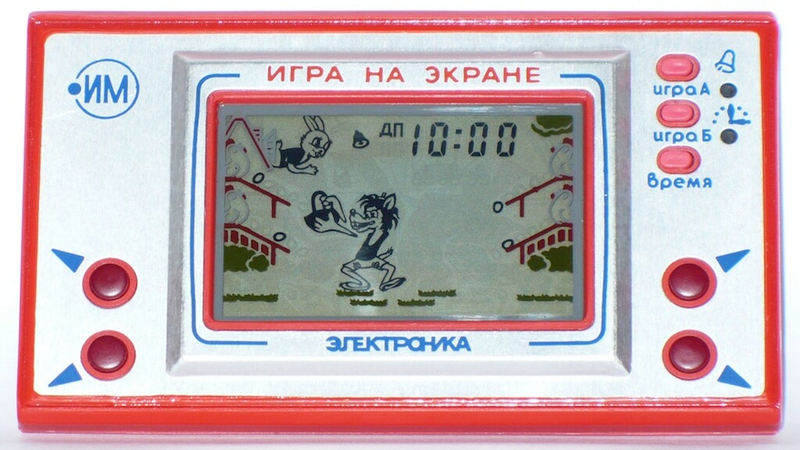 ИМ
ИГРА НА ЭКРАНЕ
ДП 10:00
игра А
игра Б
время
ЭЛЕКТРОНИКА